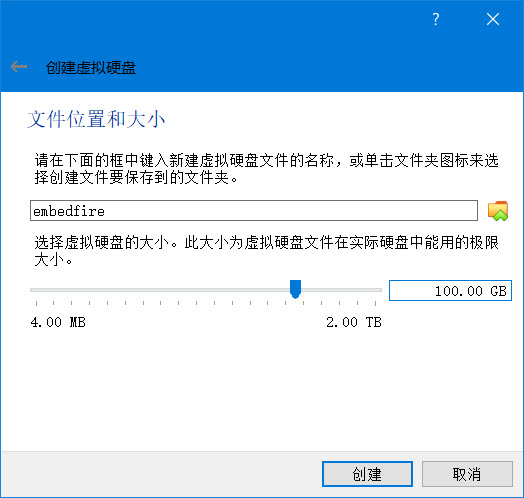 ?
创建虚拟硬盘
文件位置和大小
请在下面的框中键入新建虚拟硬盘文件的名称，或单击文件夹图标来选
择创建文件要保存到的文件夹。
embedfire
选择虚拟硬盘的大小。此大小为虚拟硬盘文件在实际硬盘中能用的极限
大小。
100.00 GB
4.00 MB 2.00 TB
创建 取消